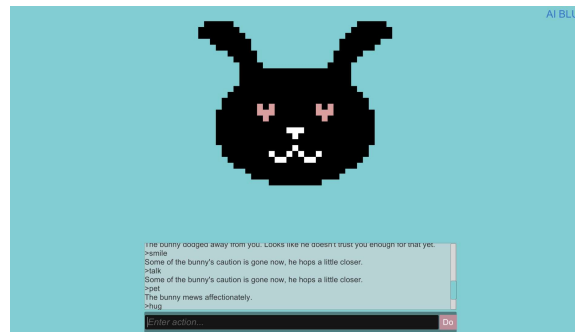 AI BLU
The bunny dodged away from you. Looks like he doesn't trust you enough for that yet.
>smile
Some of the bunny's caution is gone now, he hops a little closer.
>talk
Some of the bunny's caution is gone now, he hops a little closer.
>pet
The bunny mews affectionately.
>hug
Enter action...
Do